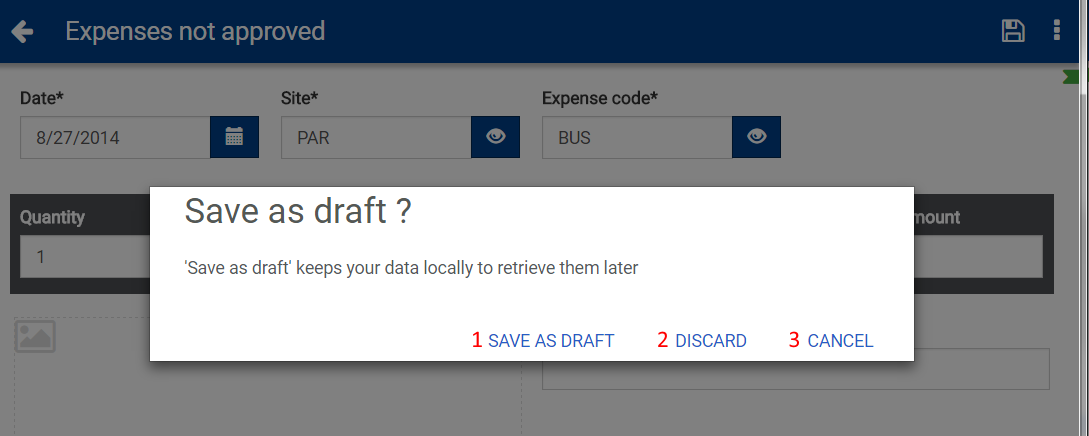 Expenses not approved
Date* Site* Expense code*
8/27/2014 PAR BUS
Save as draft ?
Quantity mount
1
'Save as draft' keeps your data locally to retrieve them later
1 SAVE AS DRAFT 2 DISCARD 3 CANCEL